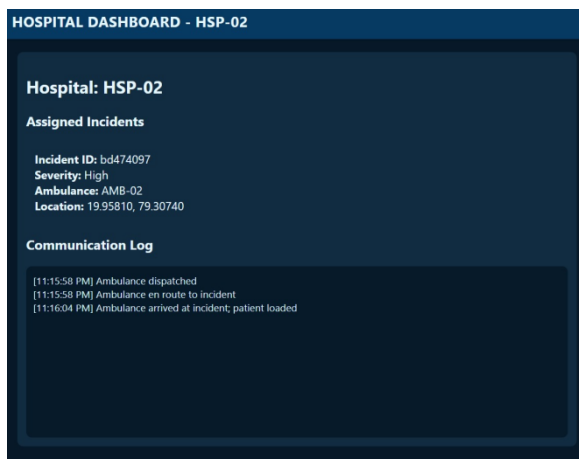 HOSPITAL DASHBOARD - HSP-02
Hospital: HSP-02
Assigned Incidents
Incident ID: bd474097
Severity: High
Ambulance: AMB-02
Location: 19.95810, 79.30740
Communication Log
[11:15:58 PM] Ambulance dispatched
[11:15:58 PM] Ambulance en route to incident
[11:16:04 PM] Ambulance arrived at incident; patient loaded